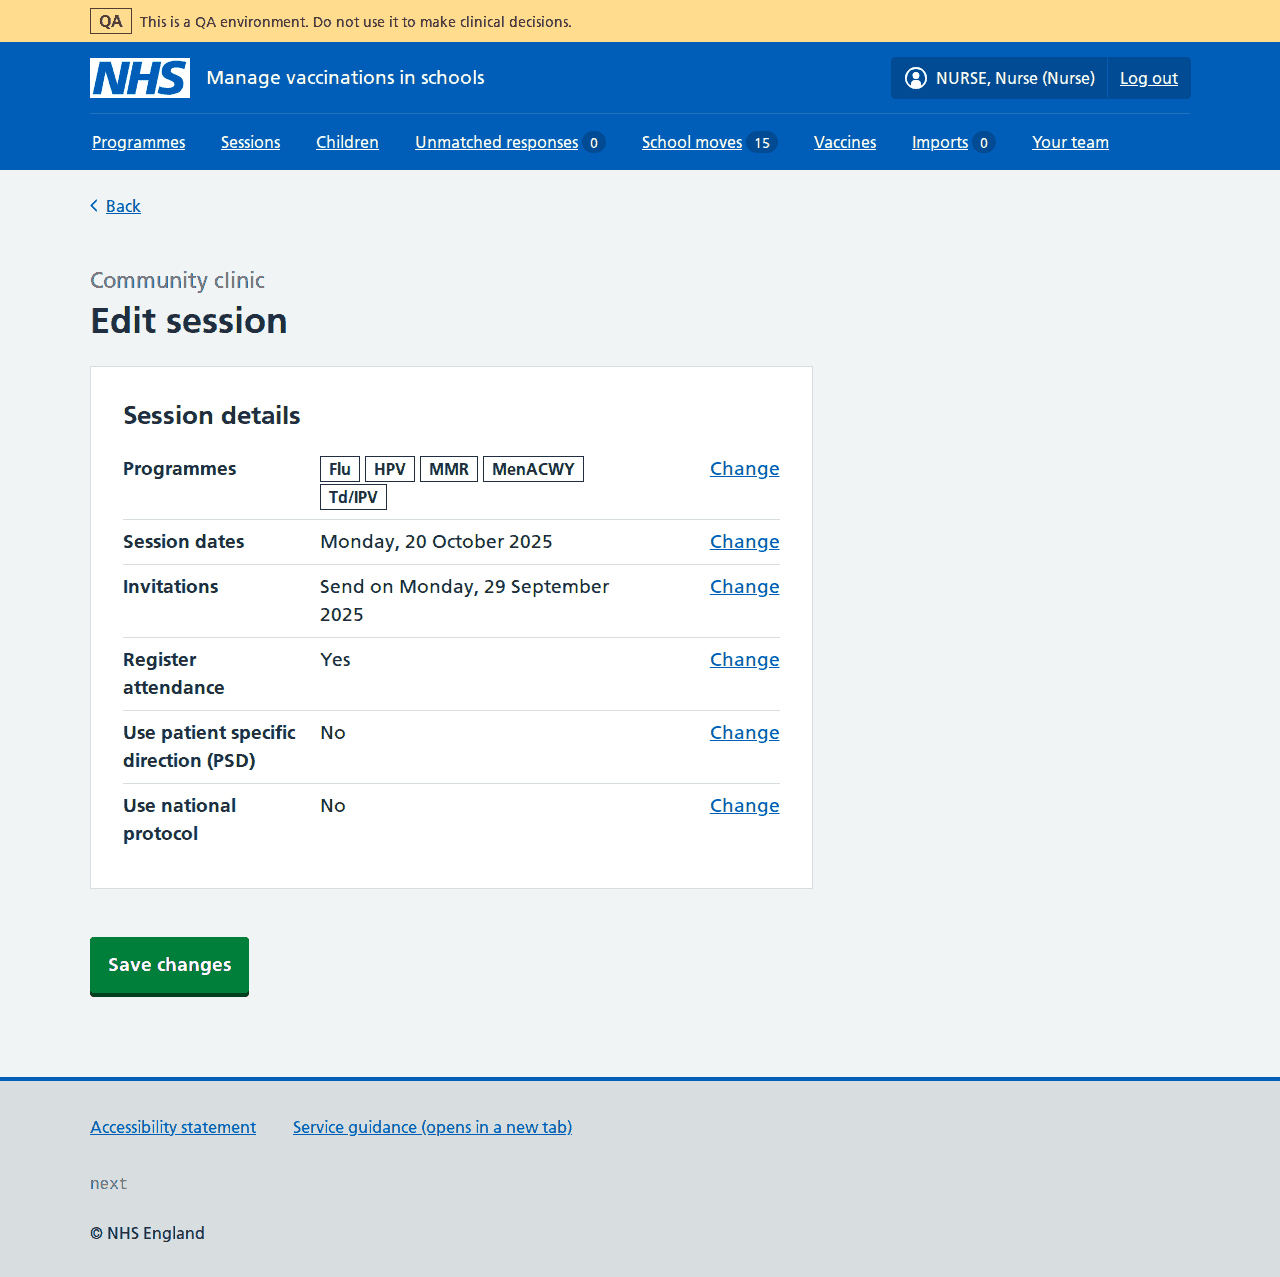 QA This is a QA environment. Do not use it to make clinical decisions.
NHS Manage vaccinations in schools NURSE, Nurse (Nurse) Log out
Programmes Sessions Children Unmatched responses 0 School moves 15 Vaccines Imports 0 Your team
Back
Community clinic
Edit session
Session details
Programmes Flu HPV MMR MenACWY Change
Td/IPV
Session dates Monday, 20 October 2025 Change
Invitations Send on Monday, 29 September Change
2025
Register Yes Change
attendance
Use patient specific No Change
direction (PSD)
Use national No Change
protocol
Save changes
Accessibility statement Service guidance (opens in a new tab)
next
© NHS England